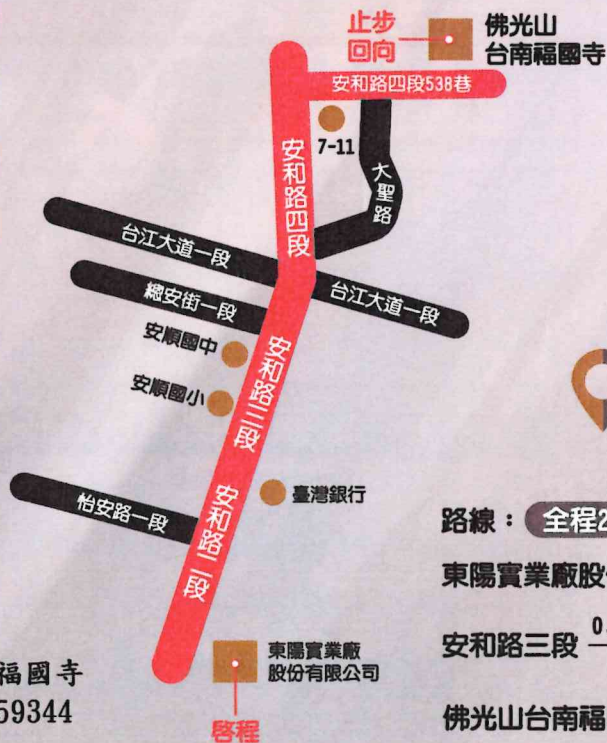 止步
回向
佛光山
台南福國寺
安和路四段538巷
7-11
大聖路
安和路四段
台江大道一段
台江大道一段
總安街一段
安順國中
安順國小
安和路三段
臺灣銀行
怡安路一段
安和路二段
東陽實業廠
股份有限公司
啓程
福國寺
59344
路線：全程2
東陽實業廠股
安和路三段 0.
佛光山台南福